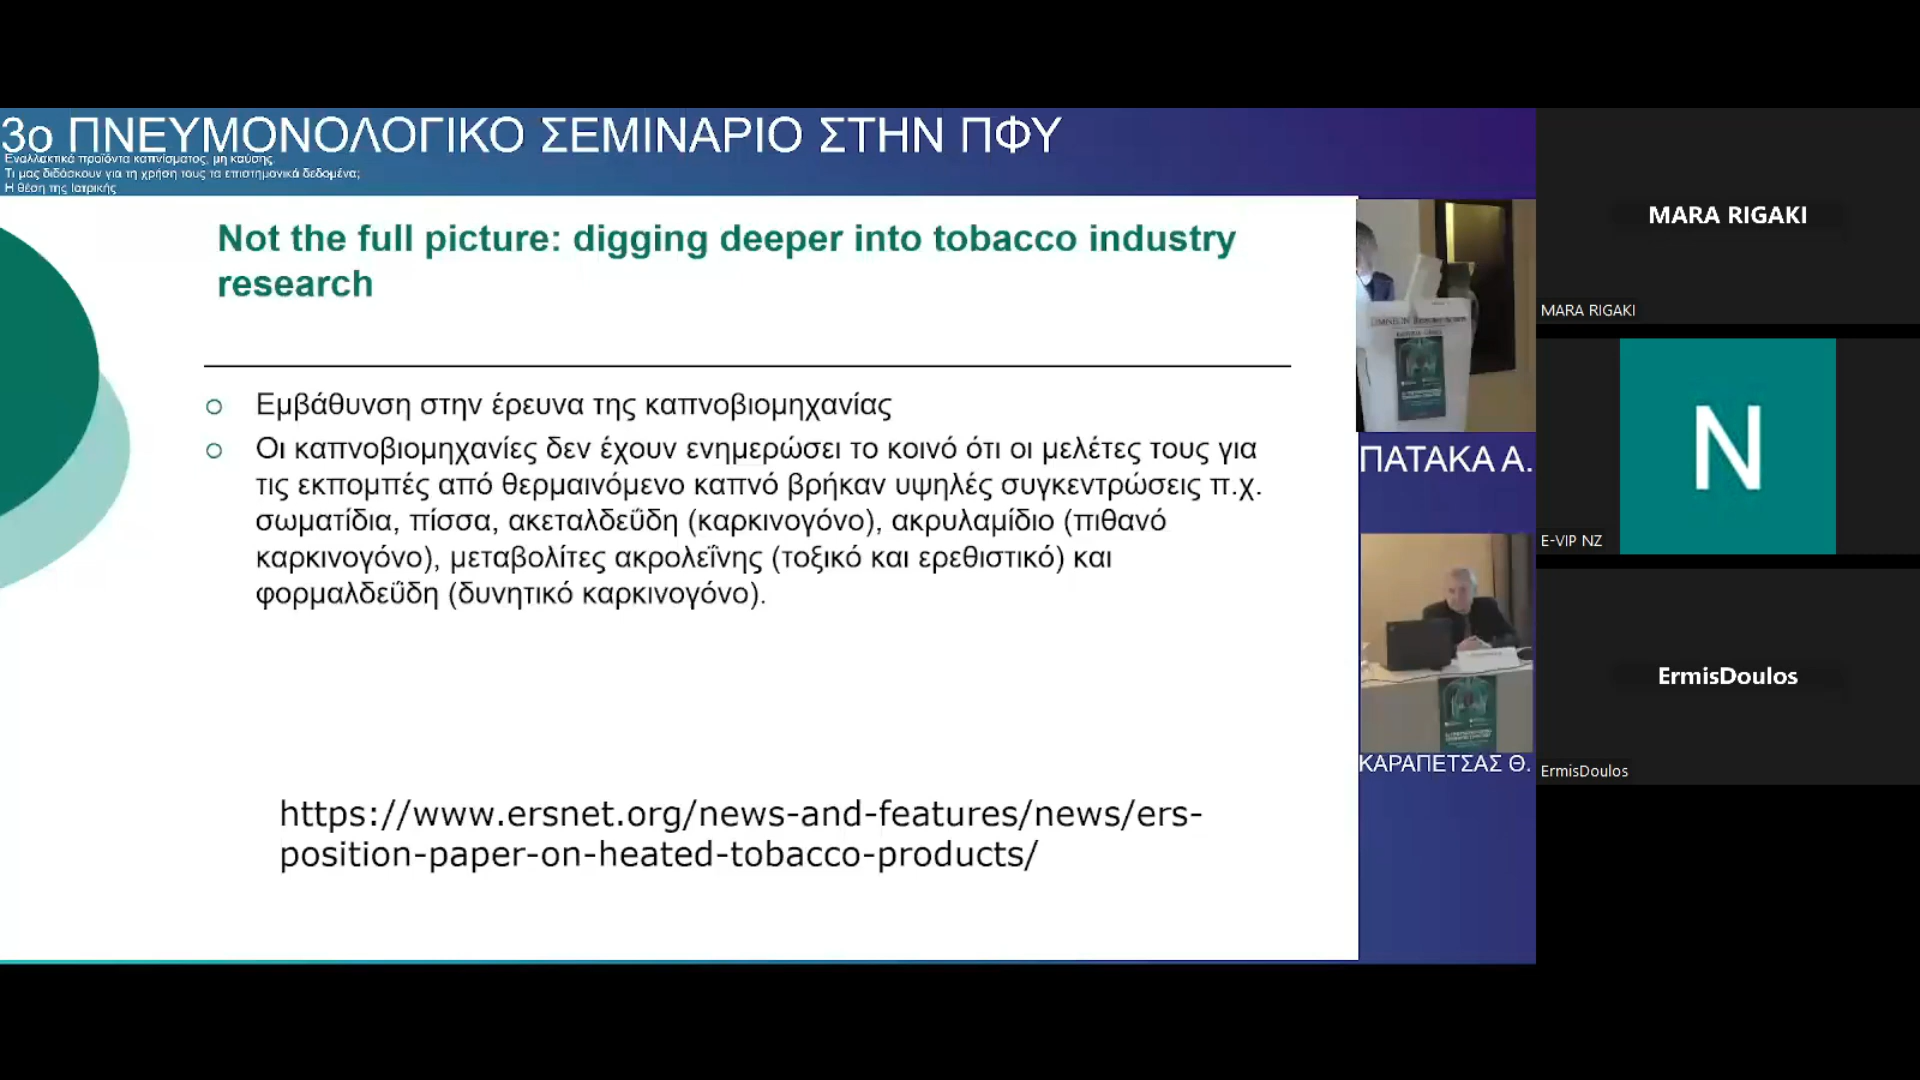 3ο ΠΝΕΥΜΟΝΟΛΟΓΙΚΟ ΣΕΜΙΝΑΡΙΟ ΣΤΗΝ ΠΦΥ
Εναλλακτικά προϊόντα καπνίσματος, μη καύσης.
Τι μας διδάσκουν για τη χρήση τους τα επιστημονικά δεδομένα;
Η θέση της Ιατρικής
Not the full picture: digging deeper into tobacco industry
research
Εμβάθυνση στην έρευνα της καπνοβιομηχανίας
Οι καπνοβιομηχανίες δεν έχουν ενημερώσει το κοινό ότι οι μελέτες τους για
τις εκπομπές από θερμαινόμενο καπνό βρήκαν υψηλές συγκεντρώσεις π.χ.
σωματίδια, πίσσα, ακεταλδεΰδη (καρκινογόνο), ακρυλαμίδιο (πιθανό
καρκινογόνο), μεταβολίτες ακρολεΐνης (τοξικό και ερεθιστικό) και
φορμαλδεΰδη (δυνητικό καρκινογόνο).
https://www.ersnet.org/news-and-features/news/ers-
position-paper-on-heated-tobacco-products/
ΠΑΤΑΚΑ Α.
ΚΑΡΑΠΕΤΣΑΣ Θ.
MARA RIGAKI
MARA RIGAKI
N
E-VIP NZ
ErmisDoulos
ErmisDoulos